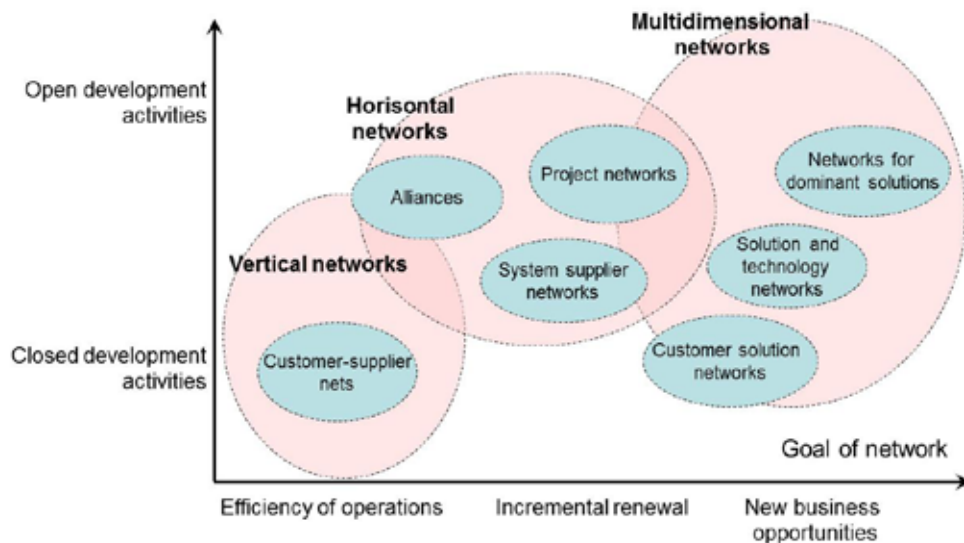 Multidimensional
networks
Open development
activities
Horisontal
networks
Alliances
Project networks
Networks for
dominant solutions
Vertical networks
System supplier
networks
Solution and
technology
networks
Closed development
activities
Customer-supplier
nets
Customer solution
networks
Goal of network
Efficiency of operations
Incremental renewal
New business
opportunities